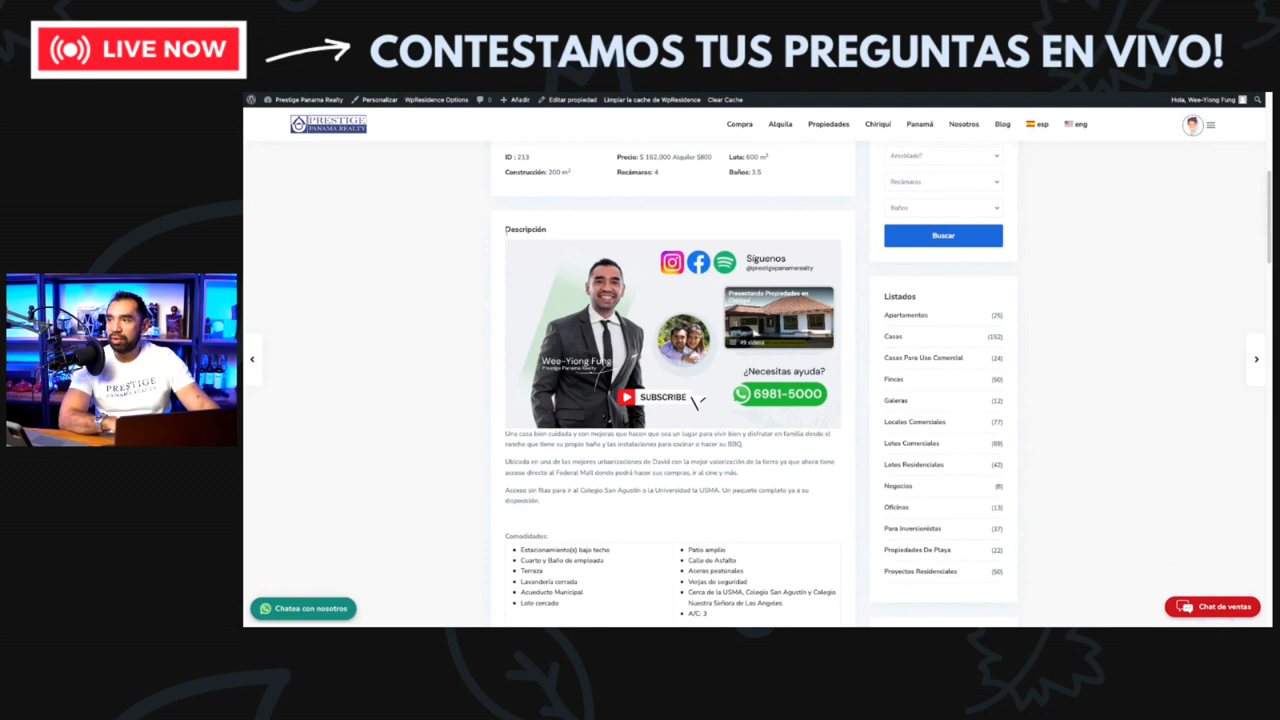 LIVE NOW
CONTESTAMOS TUS PREGUNTAS EN VIVO!
Prestige Panama Realty Personalizar WpResidence Options 0 Añadir Editar propiedad Limpiar la cache de WpResidence Clear Cache Hola, Wee-Yiong Fung
PRESTIGE
PANAMA REALTY
Compra Alquila Propiedades Chiriquí Panamá Nosotros Blog esp eng
ID : 213 Precio: $ 162,000 Alquiler $800 Lote: 600 m²
Construcción: 200 m² Recámaras: 4 Baños: 3.5
Descripción
Síguenos
@prestigepanamarealty
Presentando Propiedades en
Chiriquí
#9 videos
Wee-Yiong Fung
Prestige Panama Realty
¿Necesitas ayuda?
SUBSCRIBE
6981-5000
Una casa bien cuidada y con mejoras que hacen que sea un lugar para vivir bien y disfrutar en familia desde el
rancho que tiene su propio baño y las instalaciones para cocinar o hacer su BBQ.
Ubicada en una de las mejores urbanizaciones de David con la mejor valorización de la tierra ya que ahora tiene
acceso directo al Federal Mall donde podrá hacer sus compras, ir al cine y más.
Acceso sin filas para ir al Colegio San Agustín o la Universidad la USMA. Un paquete completo ya a su
disposición.
Comodidades:
Estacionamiento(s) bajo techo
Cuarto y Baño de empleada
Terraza
Lavandería cerrada
Acueducto Municipal
Lote cercado
Patio amplio
Calle de Asfalto
Aceras peatonales
Verjas de seguridad
Cerca de la USMA, Colegio San Agustín y Colegio
Nuestra Señora de Los Angeles
A/C: 3
Amoblado?
Recámaras
Baños
Buscar
Listados
Apartamentos (25)
Casas (152)
Casas Para Uso Comercial (24)
Fincas (50)
Galeras (12)
Locales Comerciales (77)
Lotes Comerciales (69)
Lotes Residenciales (42)
Negocios (8)
Oficinas (13)
Para Inversionistas (37)
Propiedades De Playa (22)
Proyectos Residenciales (50)
Chatea con nosotros
Chat de ventas
PRESTIGE
PANAMA REALTY